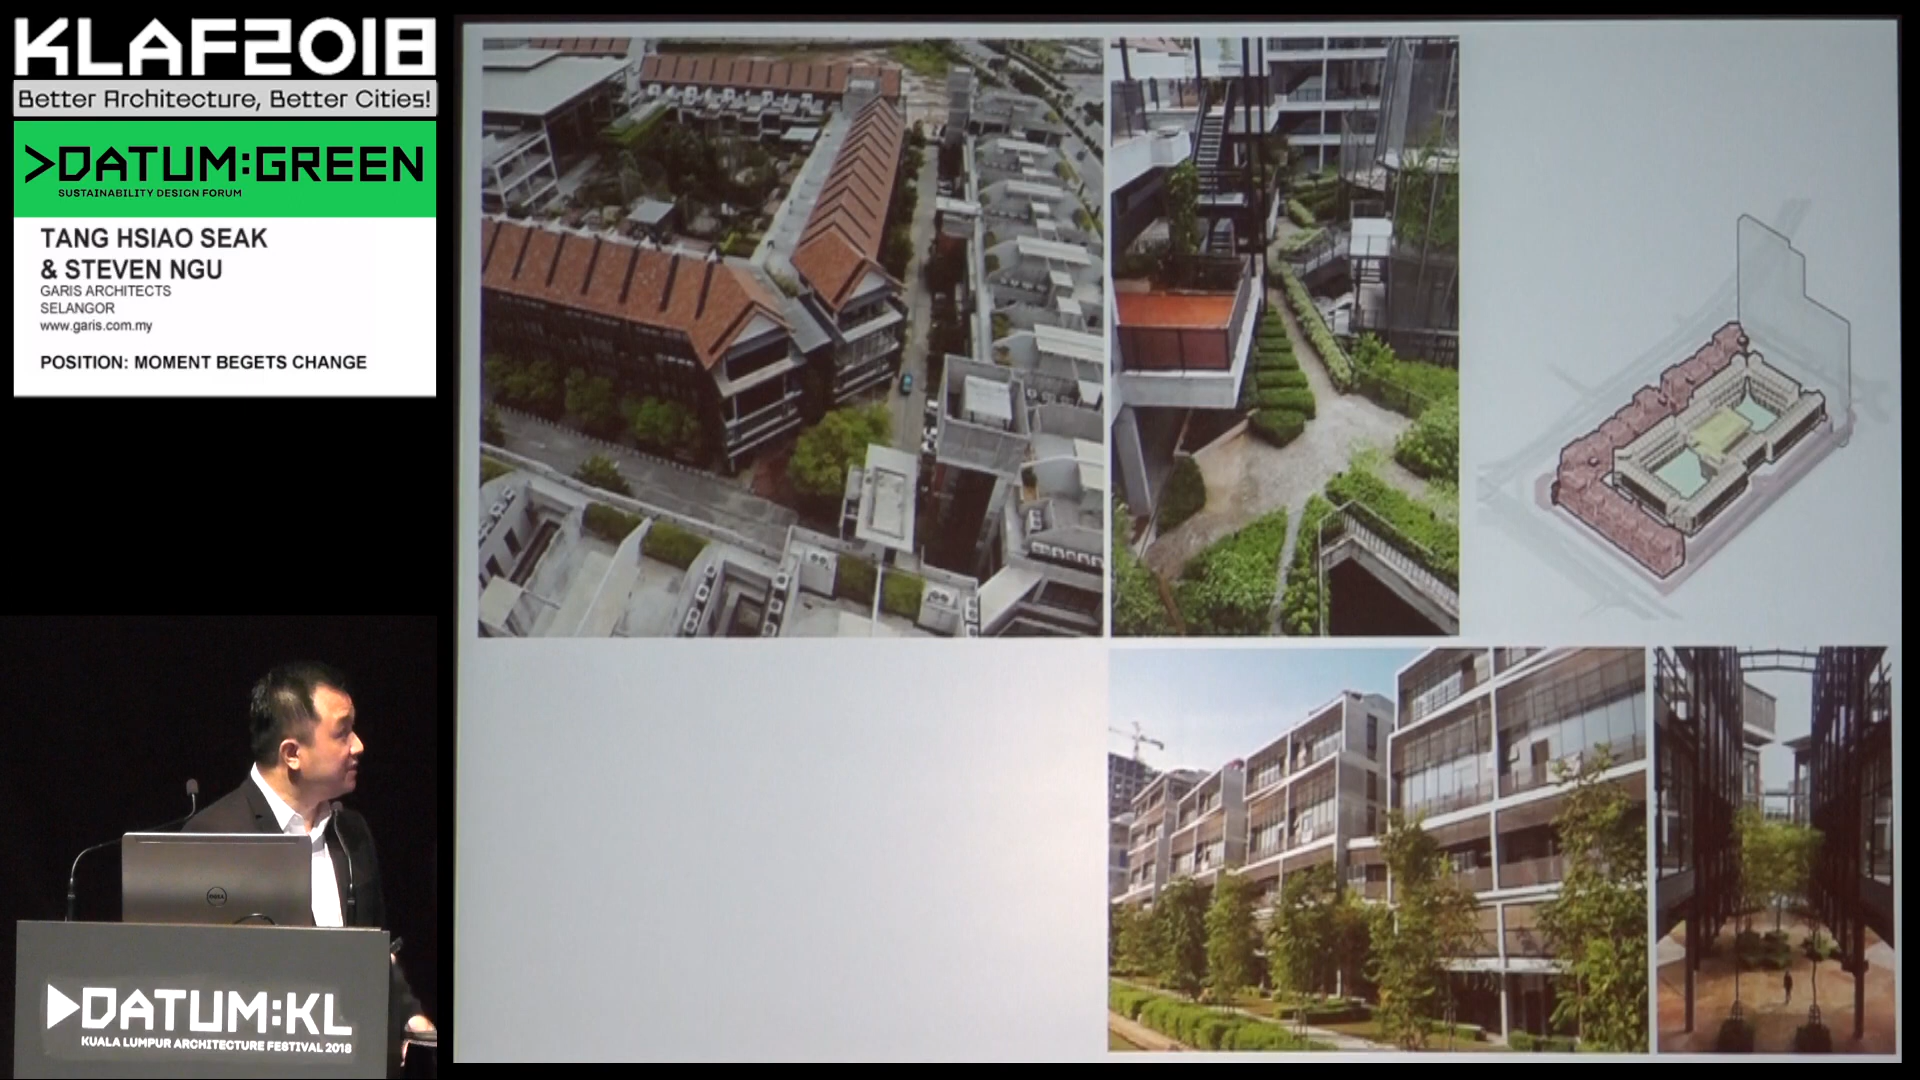 KLAF2018
Better Architecture, Better Cities!
>DATUM:GREEN
SUSTAINABILITY DESIGN FORUM
TANG HSIAO SEAK
& STEVEN NGU
GARIS ARCHITECTS
SELANGOR
www.garis.com.my
POSITION: MOMENT BEGETS CHANGE
DELL
DATUM:KL
KUALA LUMPUR ARCHITECTURE FESTIVAL 2018